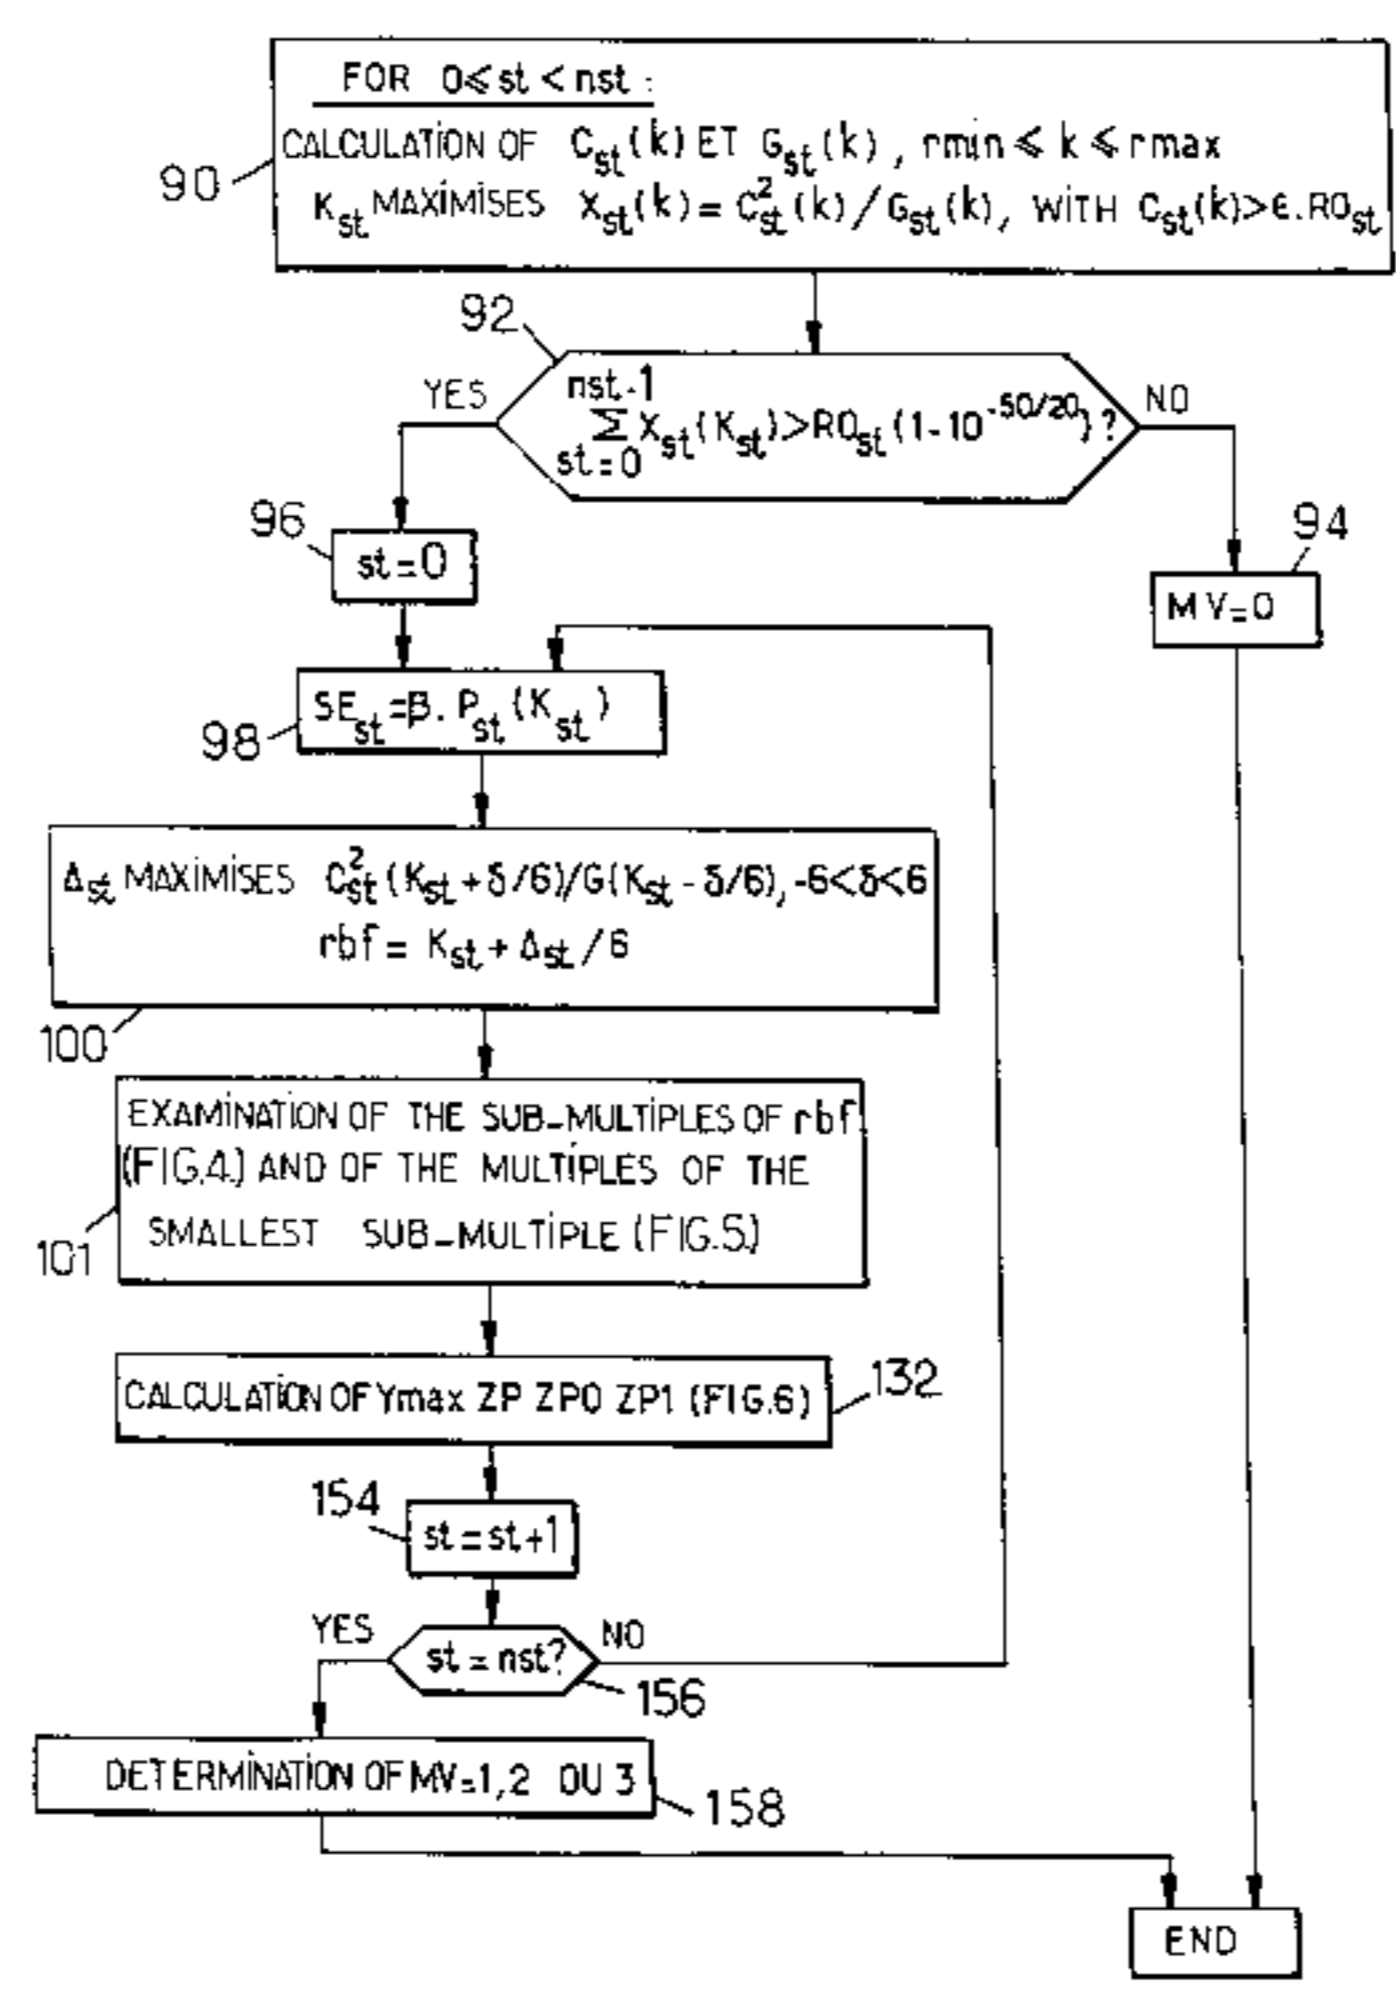 FOR 0⩽st<nst:
CALCULATION OF C_st(k) ET G_st(k), rmin⩽k⩽rmax
90
K_st MAXIMISES X_st(k)=C²_st(k)/G_st(k), WITH C_st(k)>ϵ.R0_st
92
YES
nst-1
Σ X_st(K_st)>R0_st(1-10^-50/20)?
st=0
NO
96
st=0
94
MV=0
SE_st=β.P_st(K_st)
98
Δ_st MAXIMISES C²_st(K_st+δ/6)/G(K_st-δ/6),-6<δ<6
rbf=K_st+Δ_st/6
100
EXAMINATION OF THE SUB-MULTIPLES OF rbf
(FIG.4.) AND OF THE MULTIPLES OF THE
SMALLEST SUB-MULTIPLE (FIG.5.)
101
CALCULATION OF Ymax ZP ZP0 ZP1 (FIG.6)
132
154
st=st+1
YES
st=nst?
NO
156
DETERMINATION OF MV=1,2 OU 3
158
END